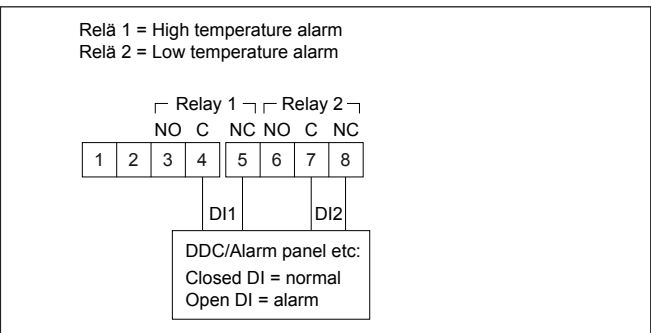 Relä 1 = High temperature alarm
Relä 2 = Low temperature alarm
Relay 1 Relay 2
NO C NC NO C NC
1 2 3 4 5 6 7 8
DI1 DI2
DDC/Alarm panel etc:
Closed DI = normal
Open DI = alarm